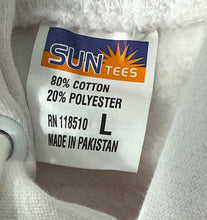 SUN TEES
80% COTTON
20% POLYESTER
RN 118510 L
MADE IN PAKISTAN